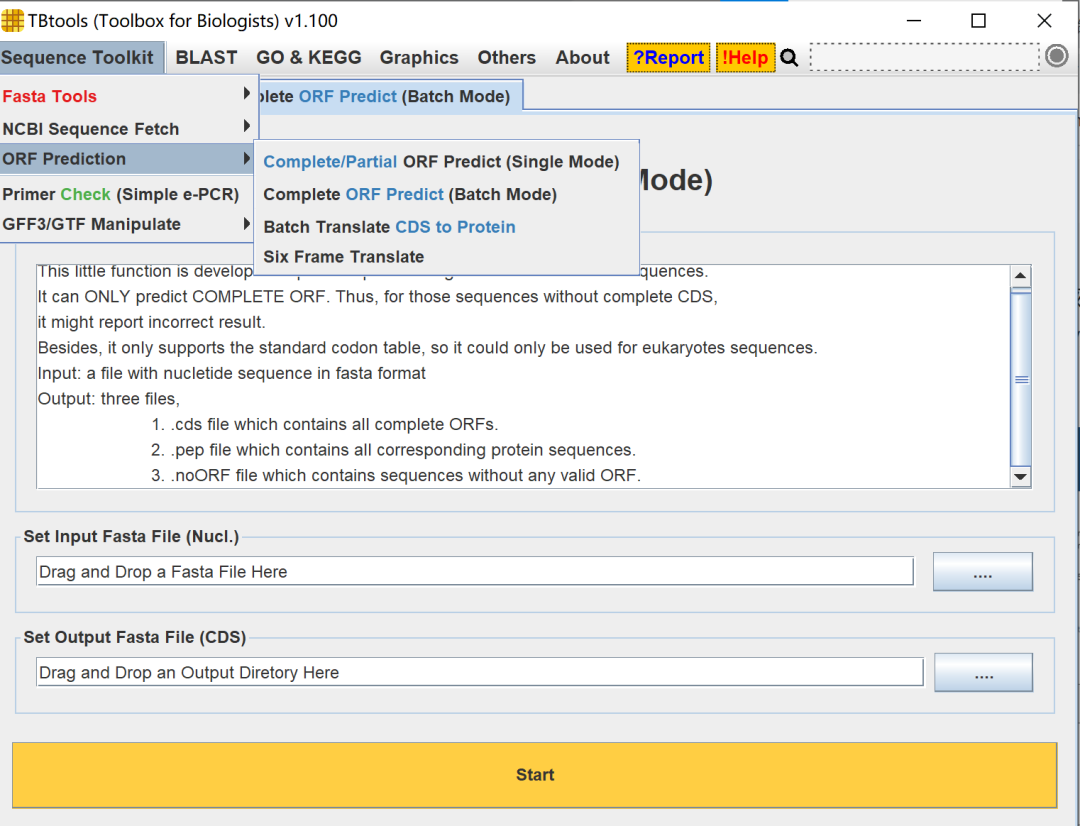 TBtools (Toolbox for Biologists) v1.100
Sequence Toolkit BLAST GO & KEGG Graphics Others About ?Report !Help
Fasta Tools
NCBI Sequence Fetch
ORF Prediction
Primer Check (Simple e-PCR)
GFF3/GTF Manipulate
ORF Predict (Batch Mode)
Complete/Partial ORF Predict (Single Mode)
Complete ORF Predict (Batch Mode)
Batch Translate CDS to Protein
Six Frame Translate
This little function is
It can ONLY predict COMPLETE ORF. Thus, for those sequences without complete CDS,
it might report incorrect result.
Besides, it only supports the standard codon table, so it could only be used for eukaryotes sequences.
Input: a file with nucletide sequence in fasta format
Output: three files,
1. .cds file which contains all complete ORFs.
2. .pep file which contains all corresponding protein sequences.
3. .noORF file which contains sequences without any valid ORF.
Set Input Fasta File (Nucl.)
Drag and Drop a Fasta File Here
....
Set Output Fasta File (CDS)
Drag and Drop an Output Diretory Here
....
Start